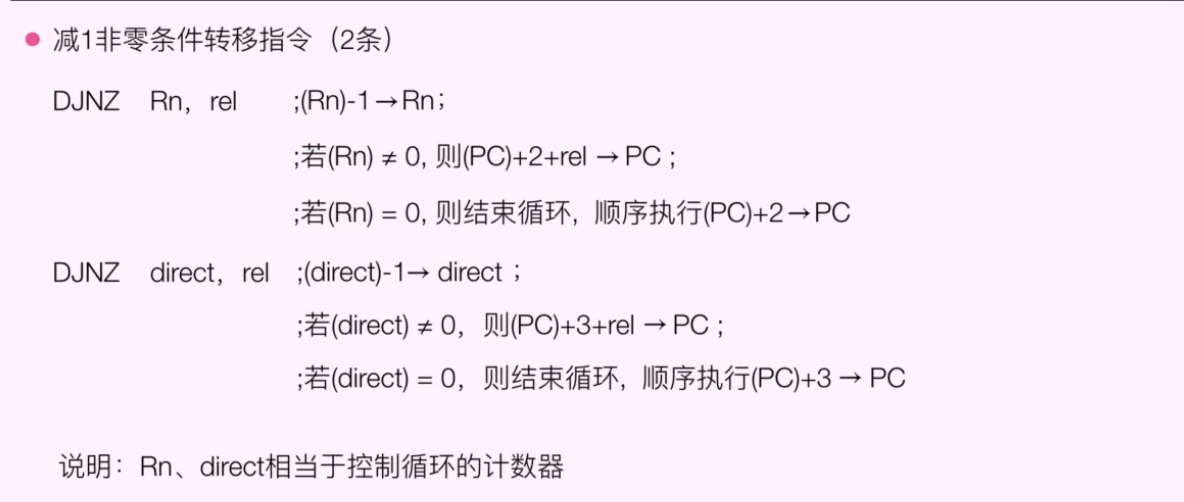 减1非零条件转移指令（2条）
DJNZ Rn，rel ;(Rn)-1→Rn；
;若(Rn) ≠ 0, 则(PC)+2+rel → PC；
;若(Rn) = 0, 则结束循环，顺序执行(PC)+2→PC
DJNZ direct，rel ;(direct)-1→ direct；
;若(direct) ≠ 0，则(PC)+3+rel → PC；
;若(direct) = 0，则结束循环，顺序执行(PC)+3 → PC
说明：Rn、direct相当于控制循环的计数器